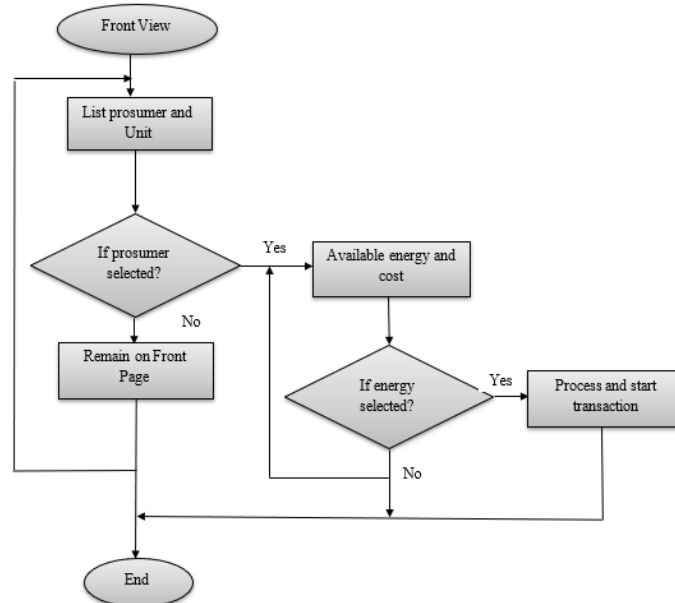 Front View
List prosumer and
Unit
If prosumer
selected?
Yes
Available energy and
cost
No
Remain on Front
Page
If energy
selected?
Yes
Process and start
transaction
No
End